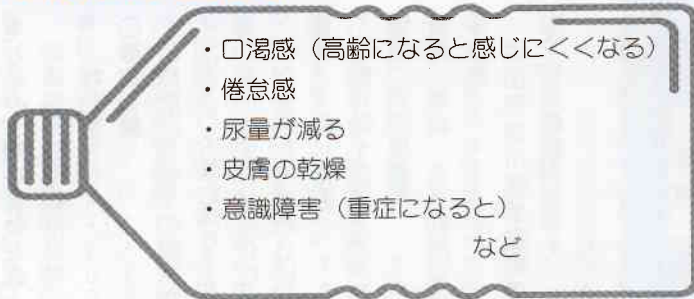 ・口渇感（高齢になると感じにくくなる）
・倦怠感
・尿量が減る
・皮膚の乾燥
・意識障害（重症になると）
など